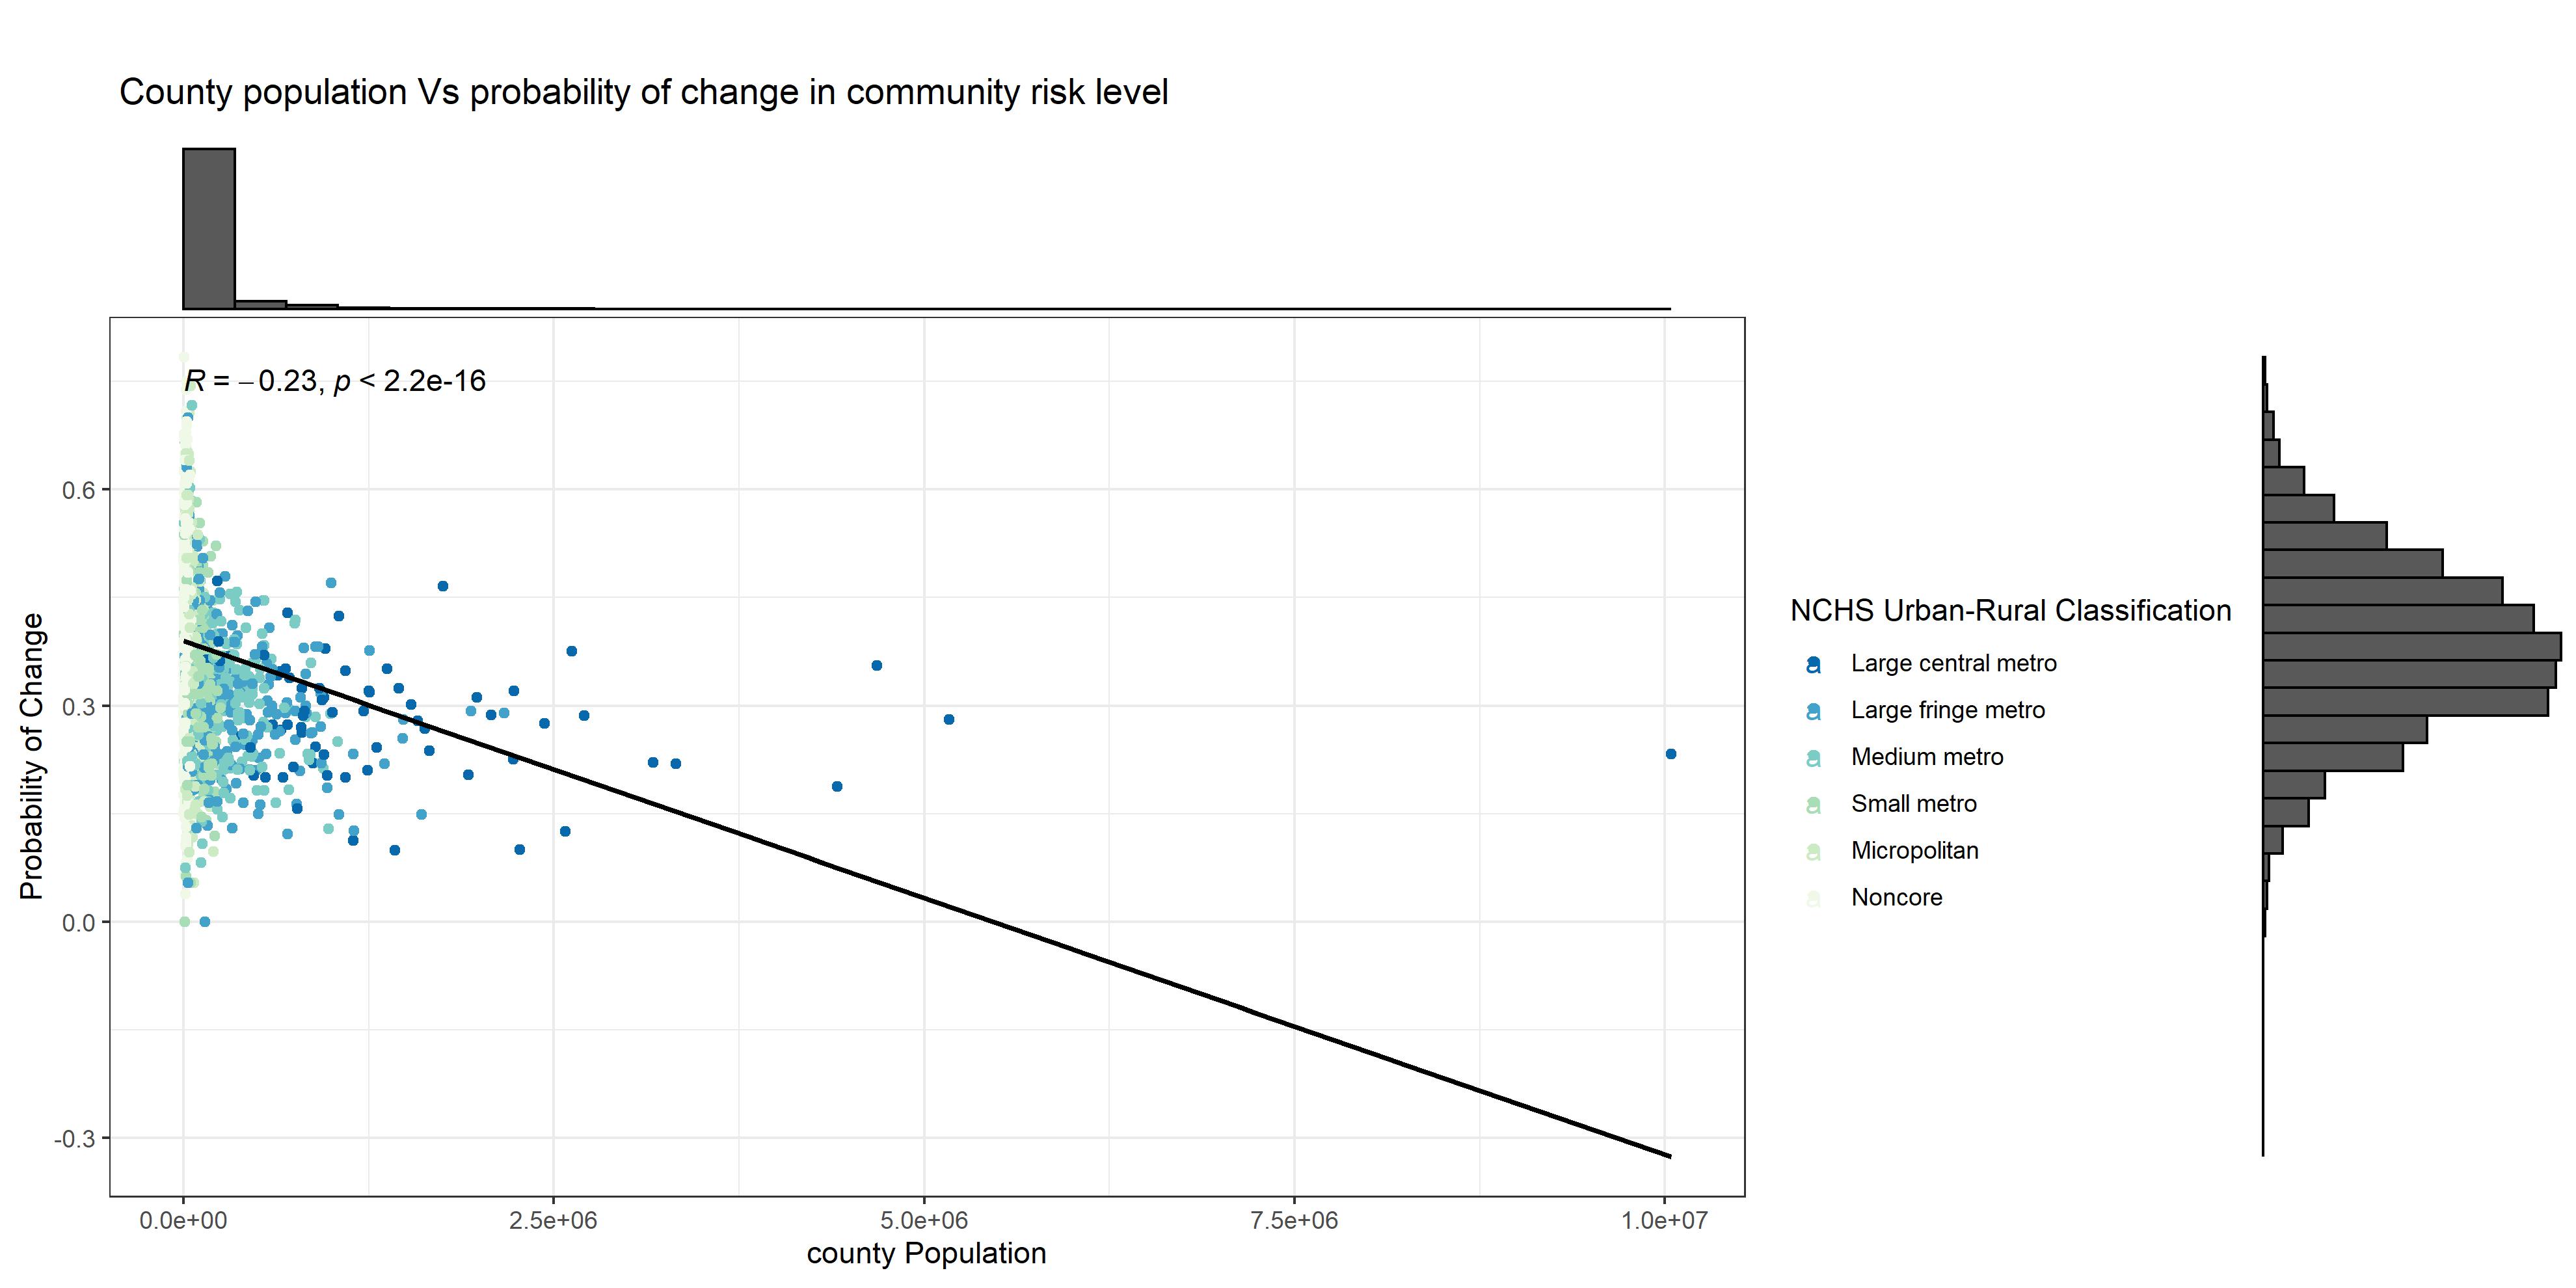 County population Vs probability of change in community risk level
R = −0.23, p < 2.2e-16
0.6
0.3
0.0
-0.3
Probability of Change
0.0e+00 2.5e+06 5.0e+06 7.5e+06 1.0e+07
county Population
NCHS Urban-Rural Classification
a Large central metro
a Large fringe metro
a Medium metro
a Small metro
a Micropolitan
a Noncore